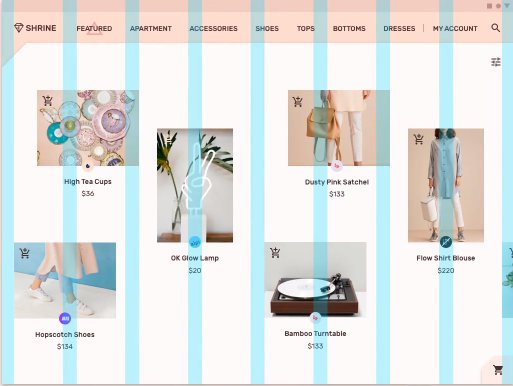 SHRINE FEATURED APARTMENT ACCESSORIES SHOES TOPS BOTTOMS DRESSES MY ACCOUNT
High Tea Cups
$36
Dusty Pink Satchel
$133
OK Glow Lamp
$20
Flow Shirt Blouse
$220
Hopscotch Shoes
$134
Bamboo Turntable
$133